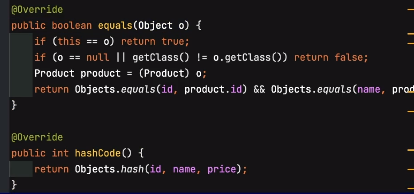 @Override
public boolean equals(Object o) {
if (this == o) return true;
if (o == null || getClass() != o.getClass()) return false;
Product product = (Product) o;
return Objects.equals(id, product.id) && Objects.equals(name, prod
}
@Override
public int hashCode() {
return Objects.hash(id, name, price);
}